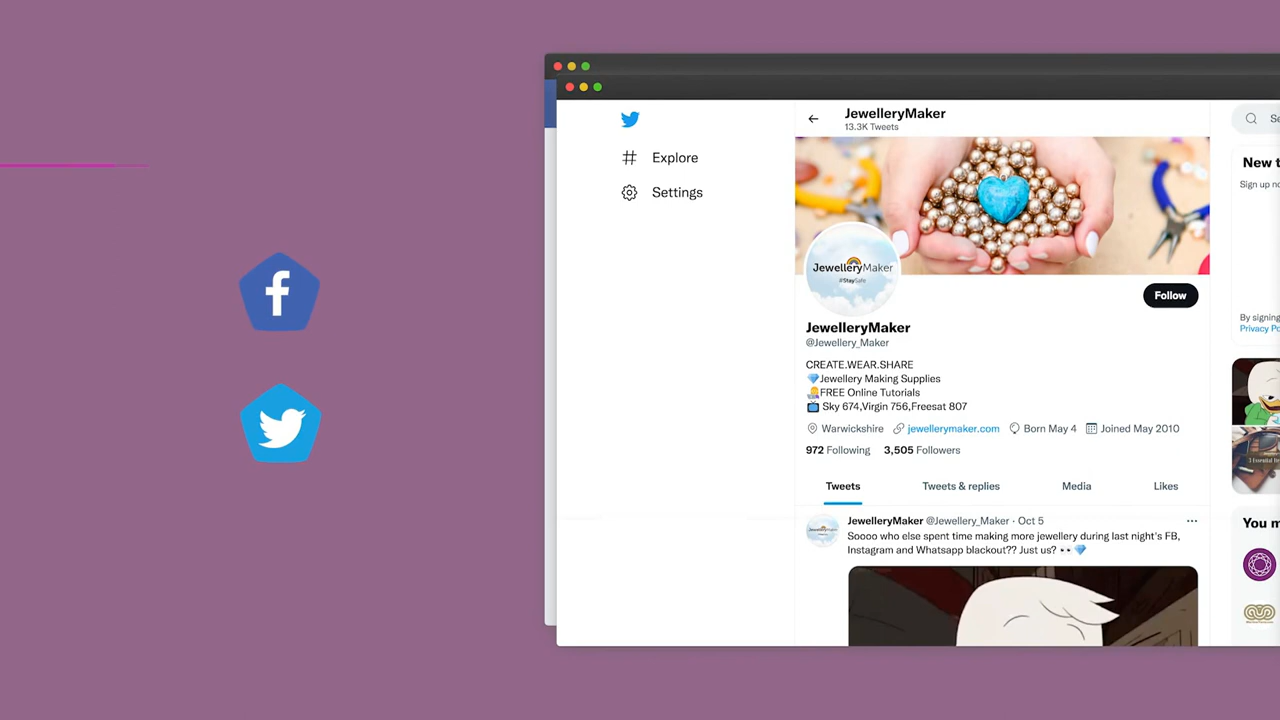 JewelleryMaker
13.3K Tweets
Explore
Settings
JewelleryMaker
#StaySafe
Follow
JewelleryMaker
@Jewellery_Maker
CREATE.WEAR.SHARE
💎Jewellery Making Supplies
FREE Online Tutorials
📺 Sky 674,Virgin 756,Freesat 807
Warwickshire jewellerymaker.com Born May 4 Joined May 2010
972 Following 3,505 Followers
Tweets Tweets & replies Media Likes
JewelleryMaker @Jewellery_Maker · Oct 5 ...
Soooo who else spent time making more jewellery during last night's FB,
Instagram and Whatsapp blackout?? Just us? 👀 💎
Se
New t
Sign up no
By signing
Privacy Po
You m